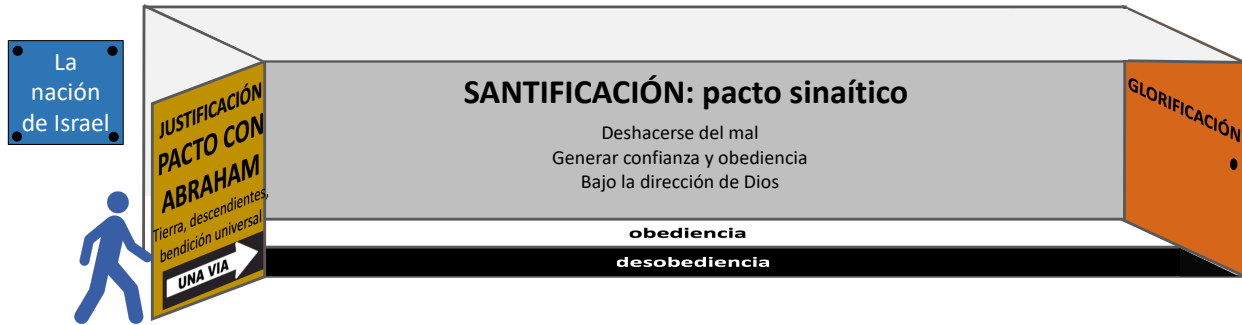 La
nación
de Israel
JUSTIFICACIÓN
PACTO CON
ABRAHAM
Tierra, descendientes,
bendición universal
UNA VIA
SANTIFICACIÓN: pacto sinaítico
Deshacerse del mal
Generar confianza y obediencia
Bajo la dirección de Dios
obediencia
desobediencia
GLORIFICACIÓN